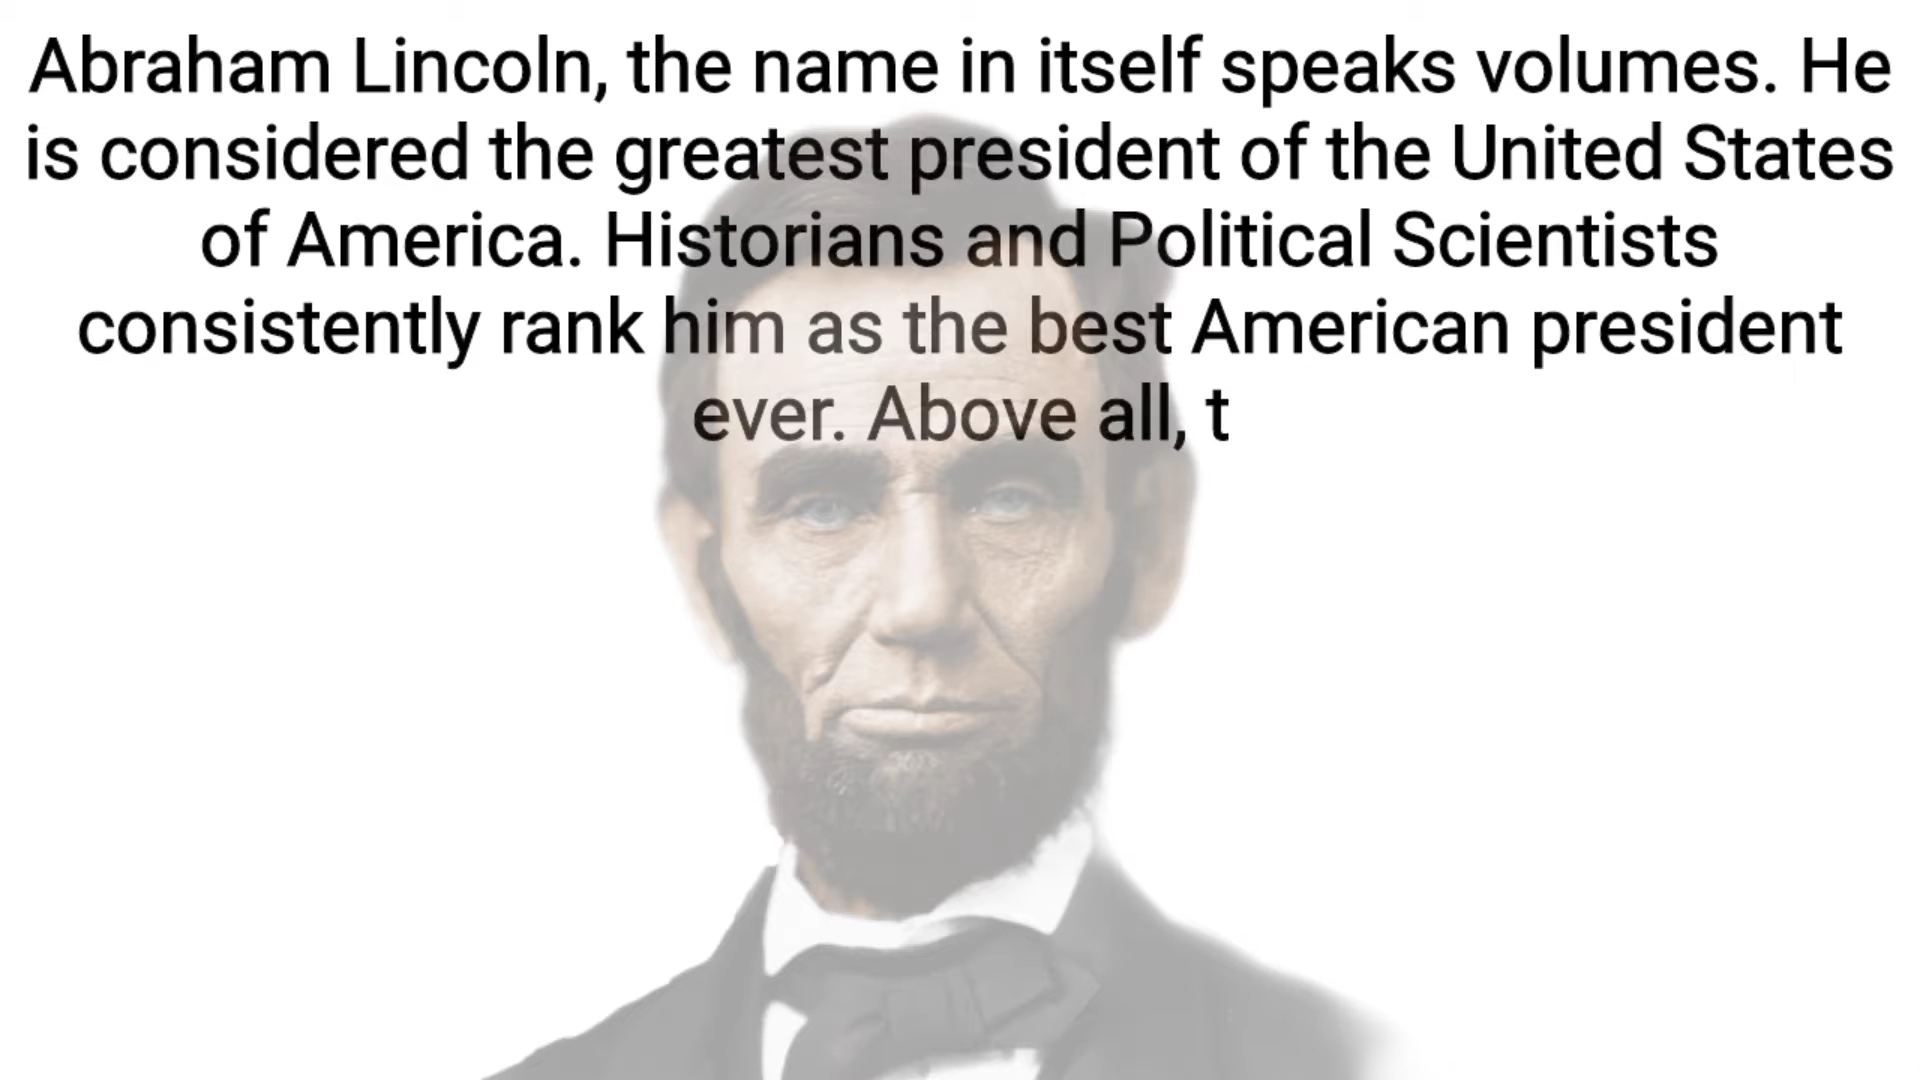 Abraham Lincoln, the name in itself speaks volumes. He
is considered the greatest president of the United States
of America. Historians and Political Scientists
consistently rank him as the best American president
ever. Above all, t